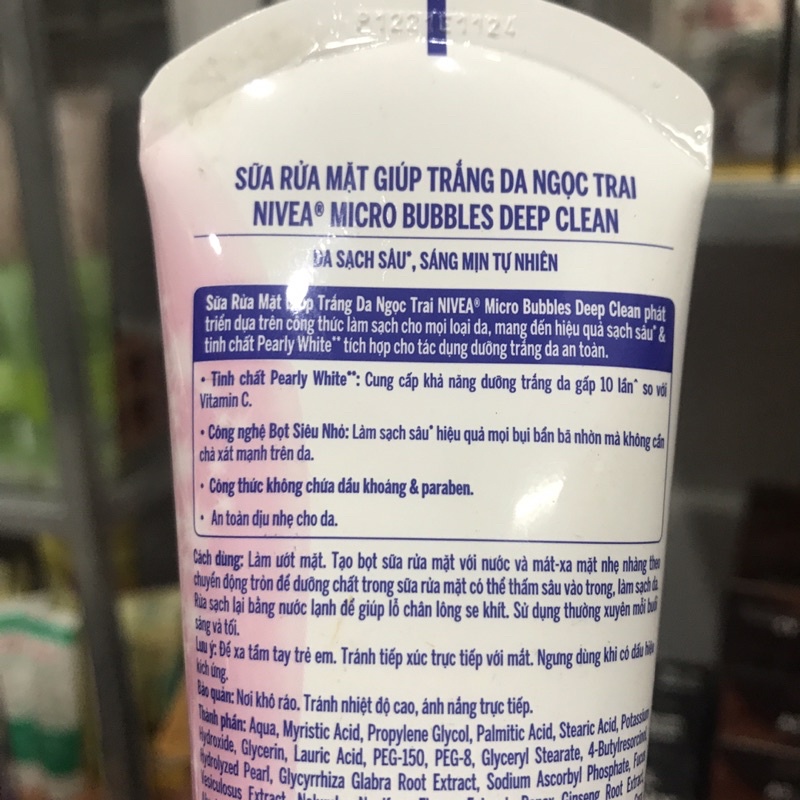 SỮA RỬA MẶT GIÚP TRẮNG DA NGỌC TRAI
NIVEA® MICRO BUBBLES DEEP CLEAN
DA SẠCH SÂU*, SÁNG MỊN TỰ NHIÊN
Sữa Rửa Mặt Giúp Trắng Da Ngọc Trai NIVEA® Micro Bubbles Deep Clean phát
triển dựa trên công thức làm sạch cho mọi loại da, mang đến hiệu quả sạch sâu* &
tinh chất Pearly White** tích hợp cho tác dụng dưỡng trắng da an toàn.
• Tinh chất Pearly White**: Cung cấp khả năng dưỡng trắng da gấp 10 lần^ so với
Vitamin C.
• Công nghệ Bọt Siêu Nhỏ: Làm sạch sâu* hiệu quả mọi bụi bẩn bã nhờn mà không cần
chà xát mạnh trên da.
• Công thức không chứa dầu khoáng & paraben.
• An toàn dịu nhẹ cho da.
Cách dùng: Làm ướt mặt. Tạo bọt sữa rửa mặt với nước và mát-xa mặt nhẹ nhàng theo
chuyển động tròn để dưỡng chất trong sữa rửa mặt có thể thấm sâu vào trong, làm sạch da.
Rửa sạch lại bằng nước lạnh để giúp lỗ chân lông se khít. Sử dụng thường xuyên mỗi buổi
sáng và tối.
Lưu ý: Để xa tầm tay trẻ em. Tránh tiếp xúc trực tiếp với mắt. Ngưng dùng khi có dấu hiệu
kích ứng.
Bảo quản: Nơi khô ráo. Tránh nhiệt độ cao, ánh nắng trực tiếp.
Thành phần: Aqua, Myristic Acid, Propylene Glycol, Palmitic Acid, Stearic Acid, Potassium
Hydroxide, Glycerin, Lauric Acid, PEG-150, PEG-8, Glyceryl Stearate, 4-Butylresorcinol,
Hydrolyzed Pearl, Glycyrrhiza Glabra Root Extract, Sodium Ascorbyl Phosphate, Fucus
Vesiculosus Extract, Ginseng Root Extract,